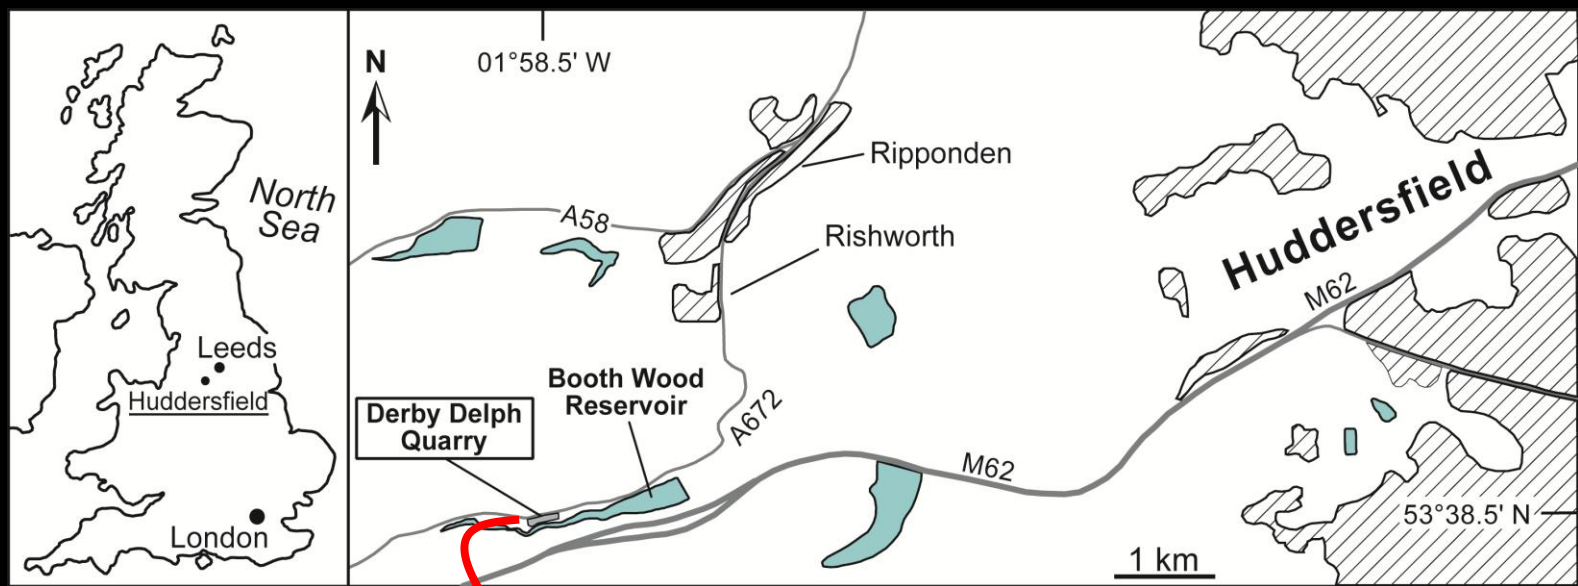 North
Sea
Leeds
Huddersfield
London
N
01°58.5' W
Ripponden
A58
Rishworth
Booth Wood
Reservoir
Derby Delph
Quarry
A672
M62
Huddersfield
M62
53°38.5' N
1 km